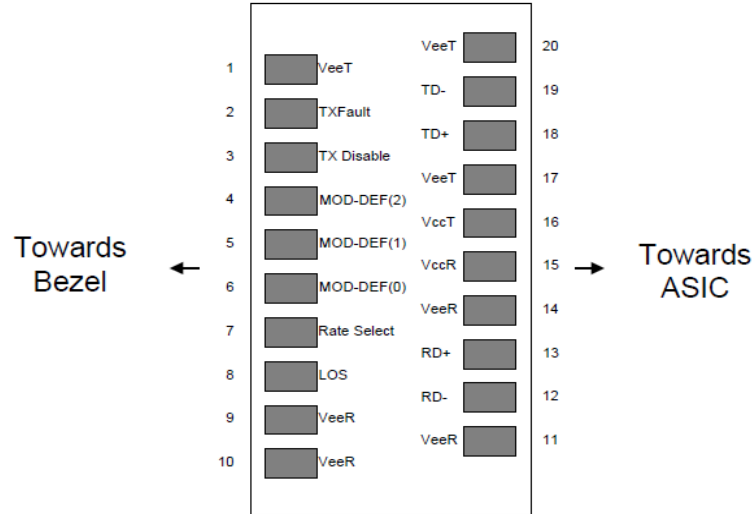 VeeT 20
1 VeeT
TD- 19
2 TXFault
TD+ 18
3 TX Disable
VeeT 17
4 MOD-DEF(2)
VccT 16
5 MOD-DEF(1)
Towards
Bezel
VccR 15
Towards
ASIC
6 MOD-DEF(0)
VeeR 14
7 Rate Select
RD+ 13
8 LOS
RD- 12
9 VeeR
VeeR 11
10 VeeR